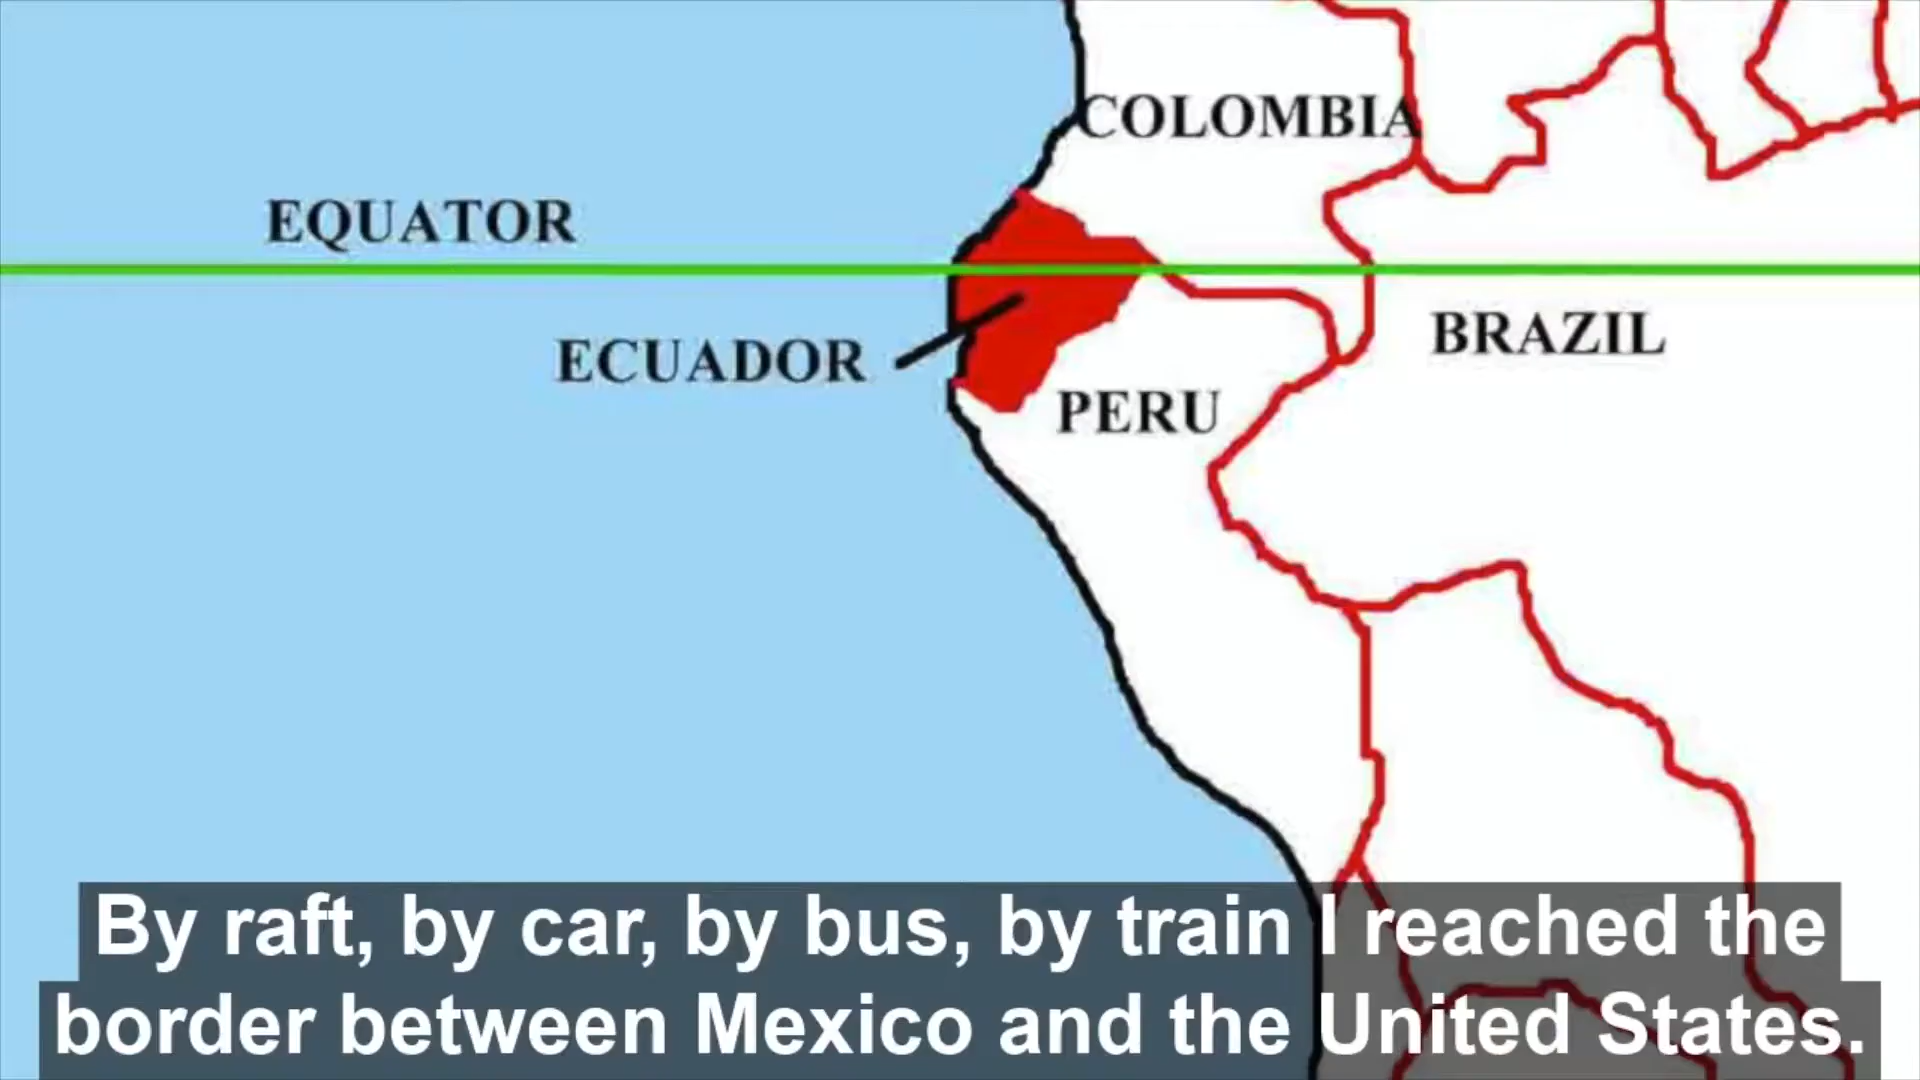 COLOMBIA
EQUATOR
BRAZIL
ECUADOR
PERU
By raft, by car, by bus, by train I reached the
border between Mexico and the United States.